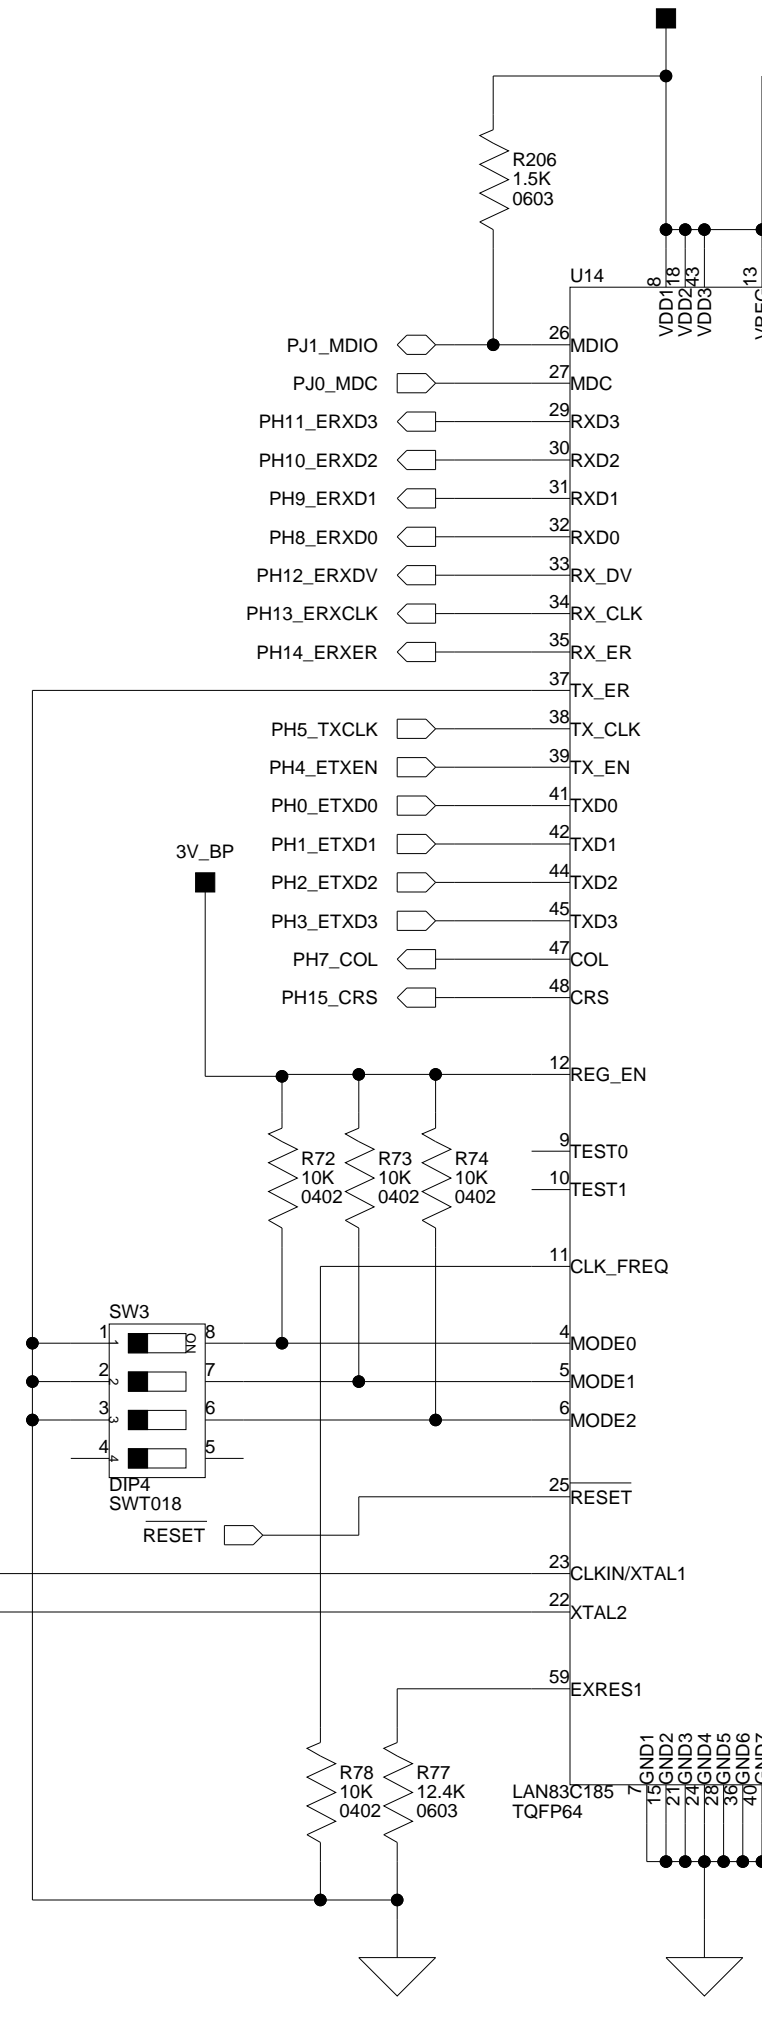 R206
1.5K
0603
U14
8
18
43
13
VDD1
VDD2
VDD3
PJ1_MDIO 26 MDIO
PJ0_MDC 27 MDC
PH11_ERXD3 29 RXD3
PH10_ERXD2 30 RXD2
PH9_ERXD1 31 RXD1
PH8_ERXD0 32 RXD0
PH12_ERXDV 33 RX_DV
PH13_ERXCLK 34 RX_CLK
PH14_ERXER 35 RX_ER
37 TX_ER
PH5_TXCLK 38 TX_CLK
PH4_ETXEN 39 TX_EN
PH0_ETXD0 41 TXD0
PH1_ETXD1 42 TXD1
3V_BP
PH2_ETXD2 44 TXD2
PH3_ETXD3 45 TXD3
PH7_COL 47 COL
PH15_CRS 48 CRS
12 REG_EN
R72
10K
0402
R73
10K
0402
R74
10K
0402
9 TEST0
10 TEST1
11 CLK_FREQ
SW3
1 1 ON 8
2 2 7
3 3 6
4 4 5
DIP4
SWT018
4 MODE0
5 MODE1
6 MODE2
25 RESET
RESET
23 CLKIN/XTAL1
22 XTAL2
59 EXRES1
R78
10K
0402
R77
12.4K
0603
LAN83C185
TQFP64
GND1
GND2
GND3
GND4
GND5
GND6
7
15
21
24
28
36
40